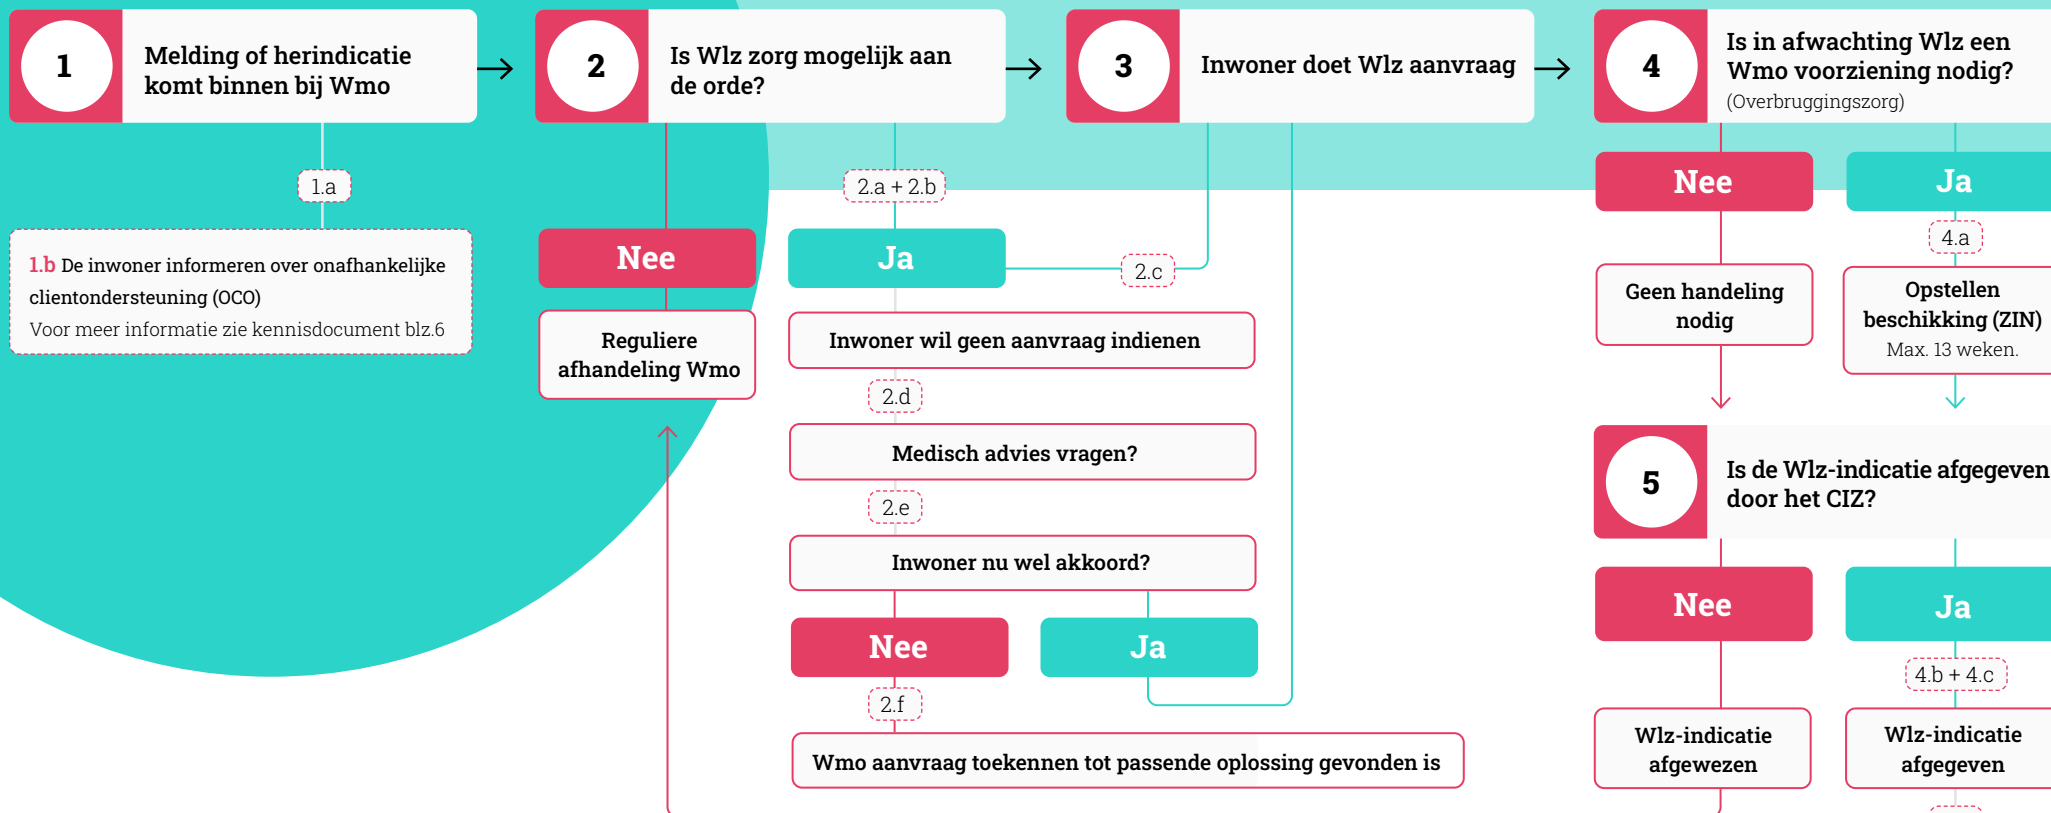 1
Melding of herindicatie
komt binnen bij Wmo
1.a
1.b De inwoner informeren over onafhankelijke
clientondersteuning (OCO)
Voor meer informatie zie kennisdocument blz.6
2
Is Wlz zorg mogelijk aan
de orde?
Nee
Reguliere
afhandeling Wmo
2.a + 2.b
Ja
2.c
Inwoner wil geen aanvraag indienen
2.d
Medisch advies vragen?
2.e
Inwoner nu wel akkoord?
Nee
Ja
2.f
Wmo aanvraag toekennen tot passende oplossing gevonden is
3
Inwoner doet Wlz aanvraag
4
Is in afwachting Wlz een
Wmo voorziening nodig?
(Overbruggingszorg)
Nee
Geen handeling
nodig
Ja
4.a
Opstellen
beschikking (ZIN)
Max. 13 weken.
5
Is de Wlz-indicatie afgegeven
door het CIZ?
Nee
Wlz-indicatie
afgewezen
Ja
4.b + 4.c
Wlz-indicatie
afgegeven